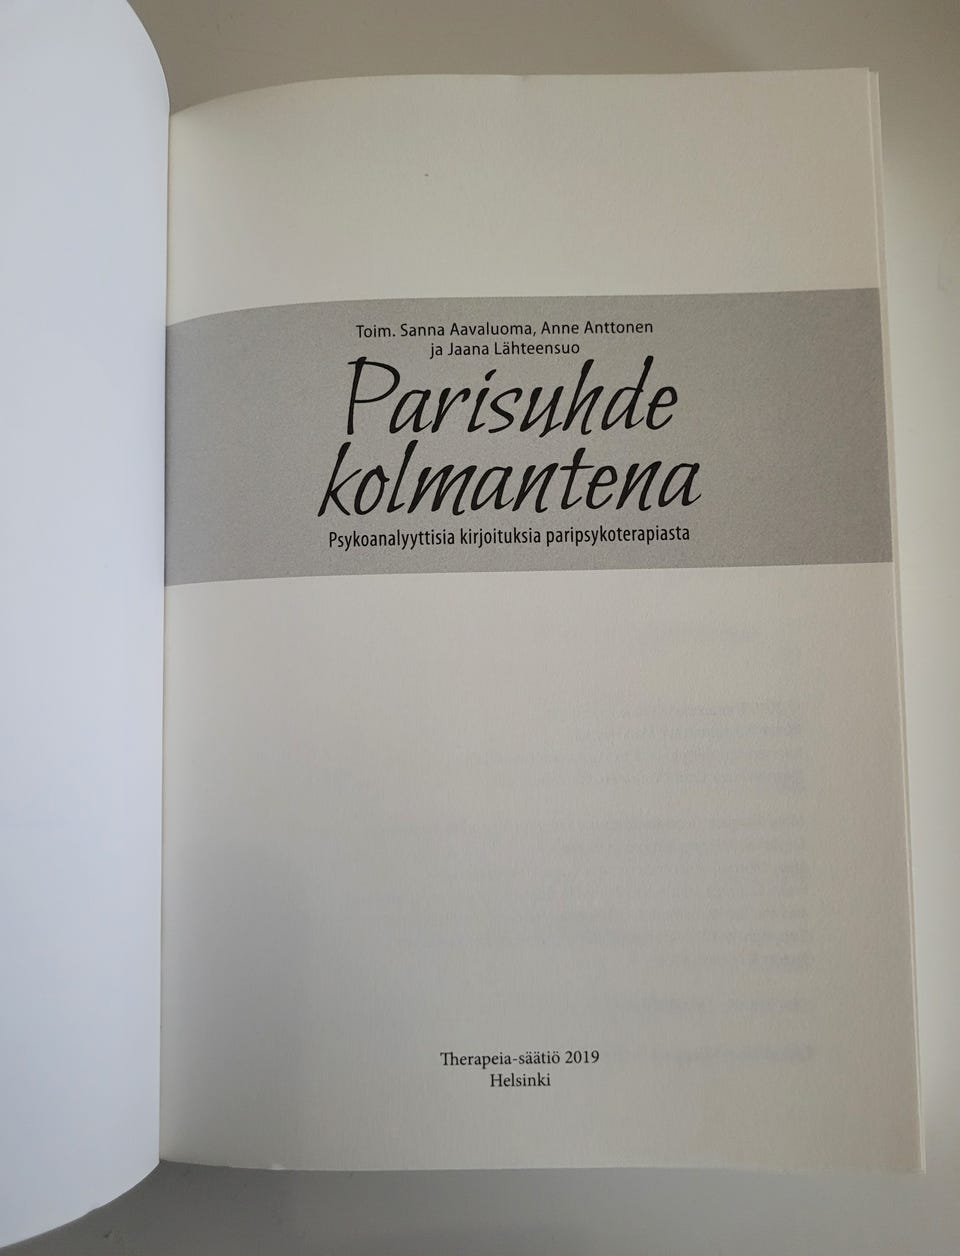 Toim. Sanna Aavaluoma, Anne Anttonen
ja Jaana Lähteensuo
Parisuhde
kolmantena
Psykoanalyyttisia kirjoituksia paripsykoterapiasta
Therapeia-säätiö 2019
Helsinki